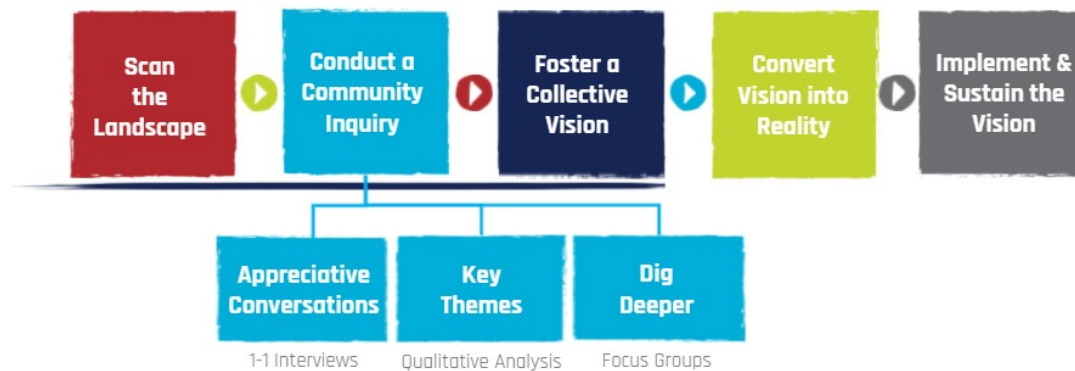 Scan
the
Landscape
Conduct a
Community
Inquiry
Foster a
Collective
Vision
Convert
Vision into
Reality
Implement &
Sustain the
Vision
Appreciative
Conversations
1-1 Interviews
Key
Themes
Qualitative Analysis
Dig
Deeper
Focus Groups